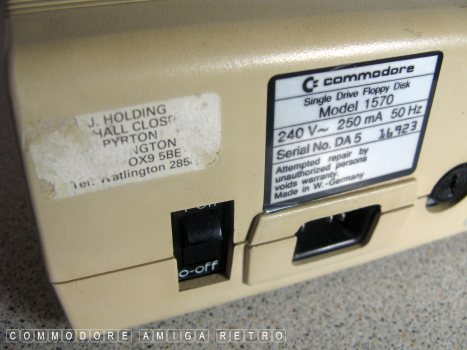 J. HOLDING
HALL CLOSE
PYRTON
NGTON
OX9 5BE
Tel: Watlington 285
commodore
Single Drive Floppy Disk
Model 1570
240 V~ 250 mA 50 Hz
Serial No. DA5 16923
Attempted repair by
unauthorized persons
voids warranty.
Made in W.-Germany
o-off
COMMODORE AMIGA RETRO